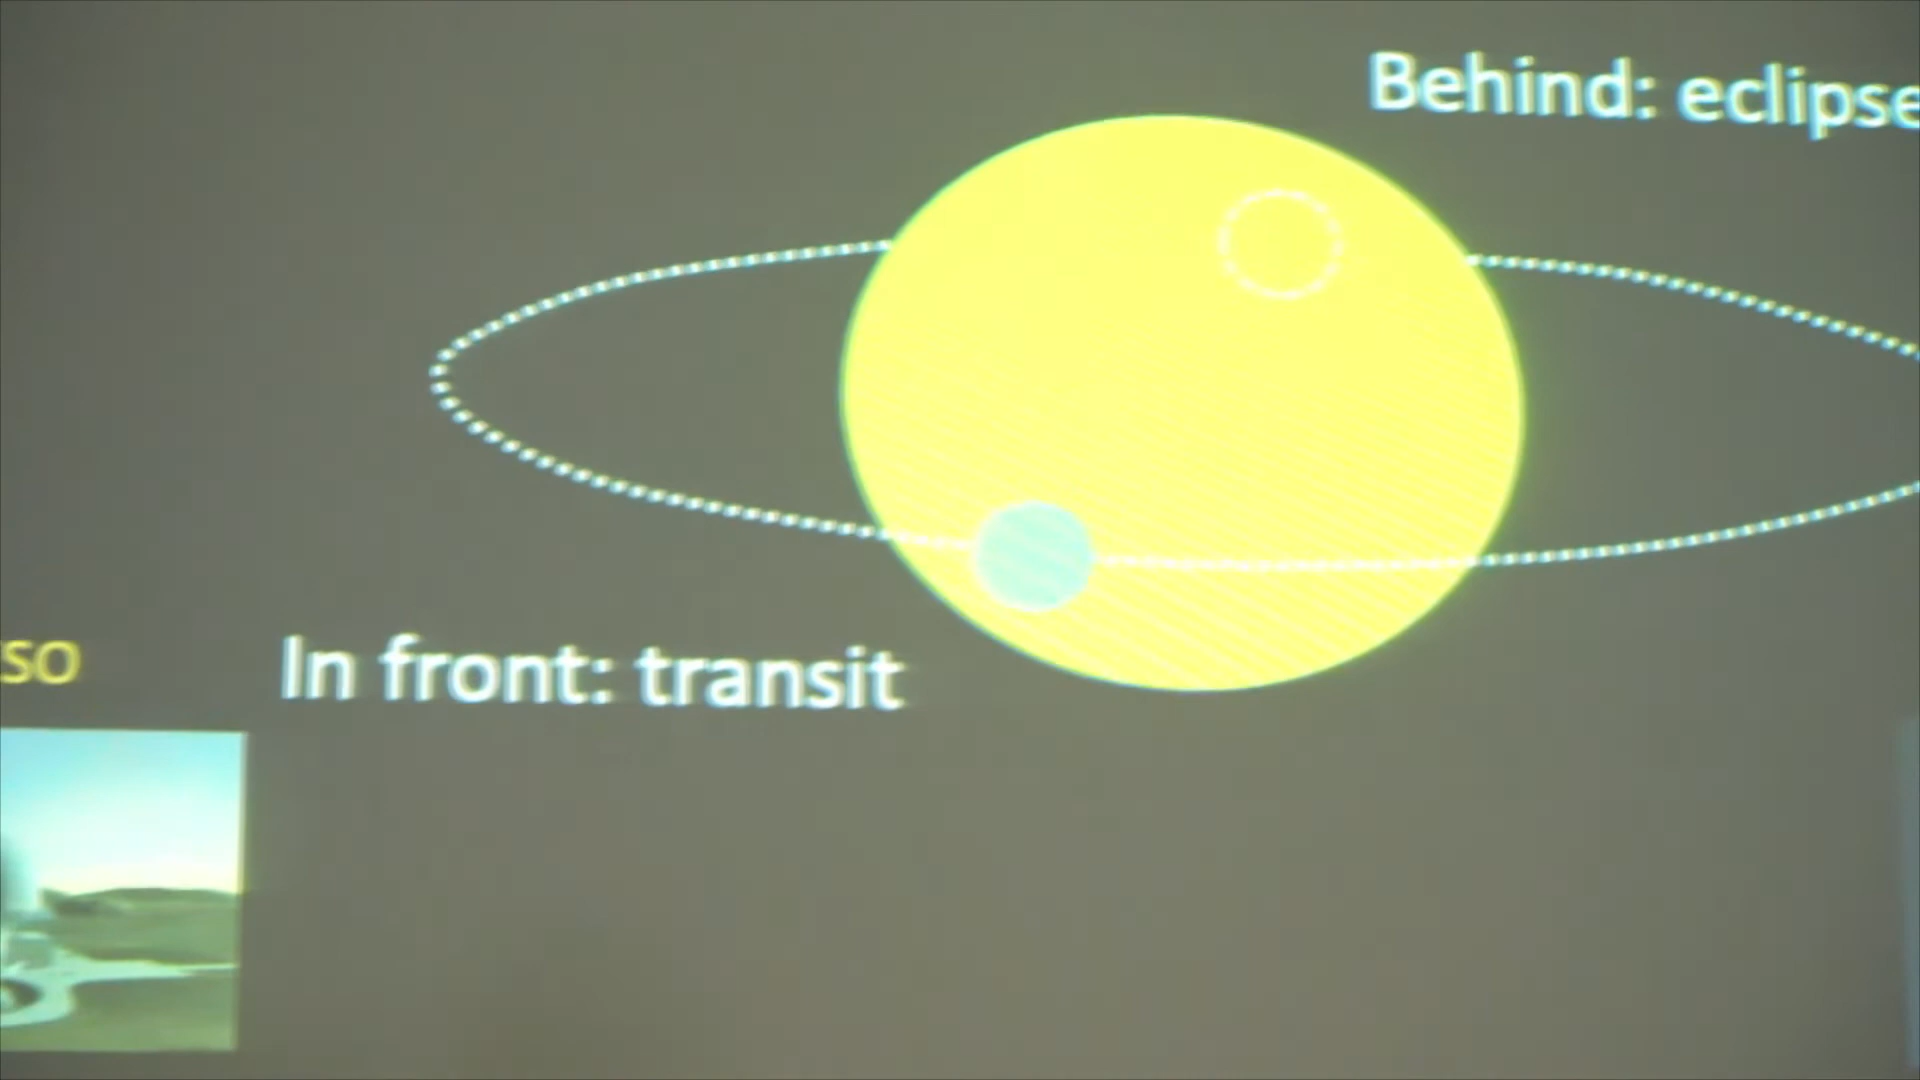 Behind: eclipse
so
In front: transit